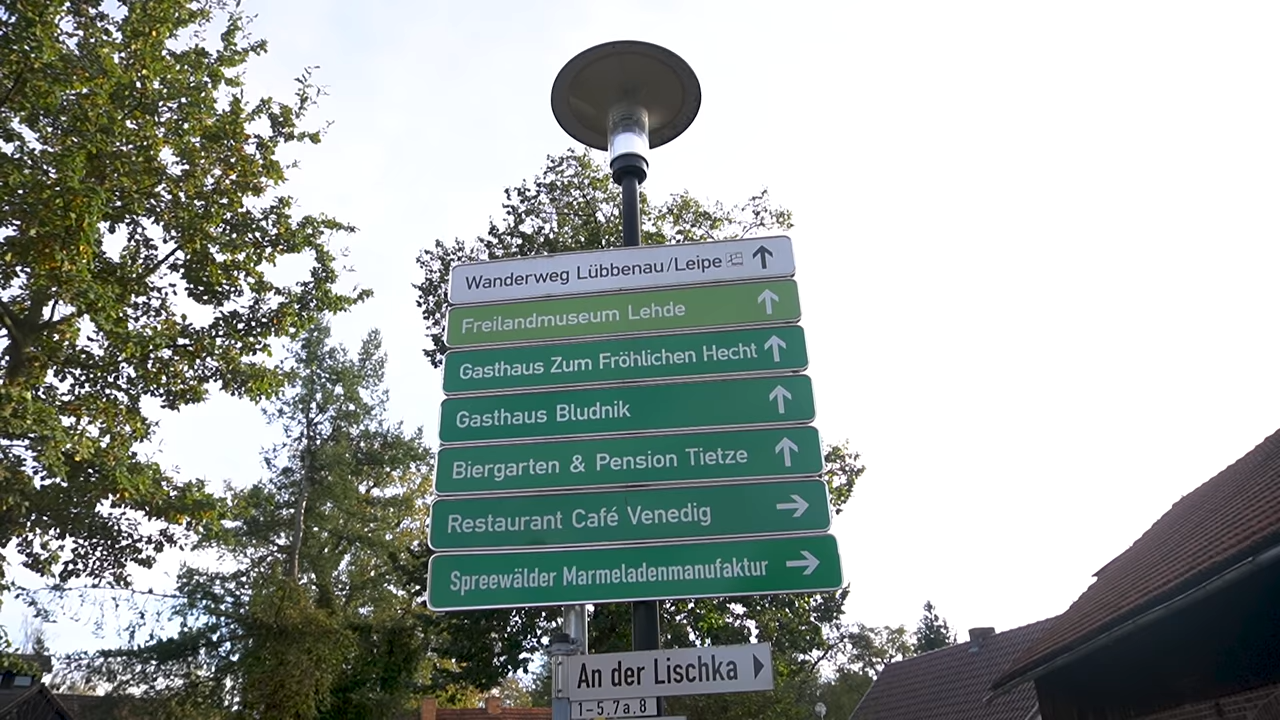 Wanderweg Lübbenau/Leipe
Freilandmuseum Lehde
Gasthaus Zum Fröhlichen Hecht
Gasthaus Bludnik
Biergarten & Pension Tietze
Restaurant Café Venedig
Spreewälder Marmeladenmanufaktur
An der Lischka
1-5,7a,8